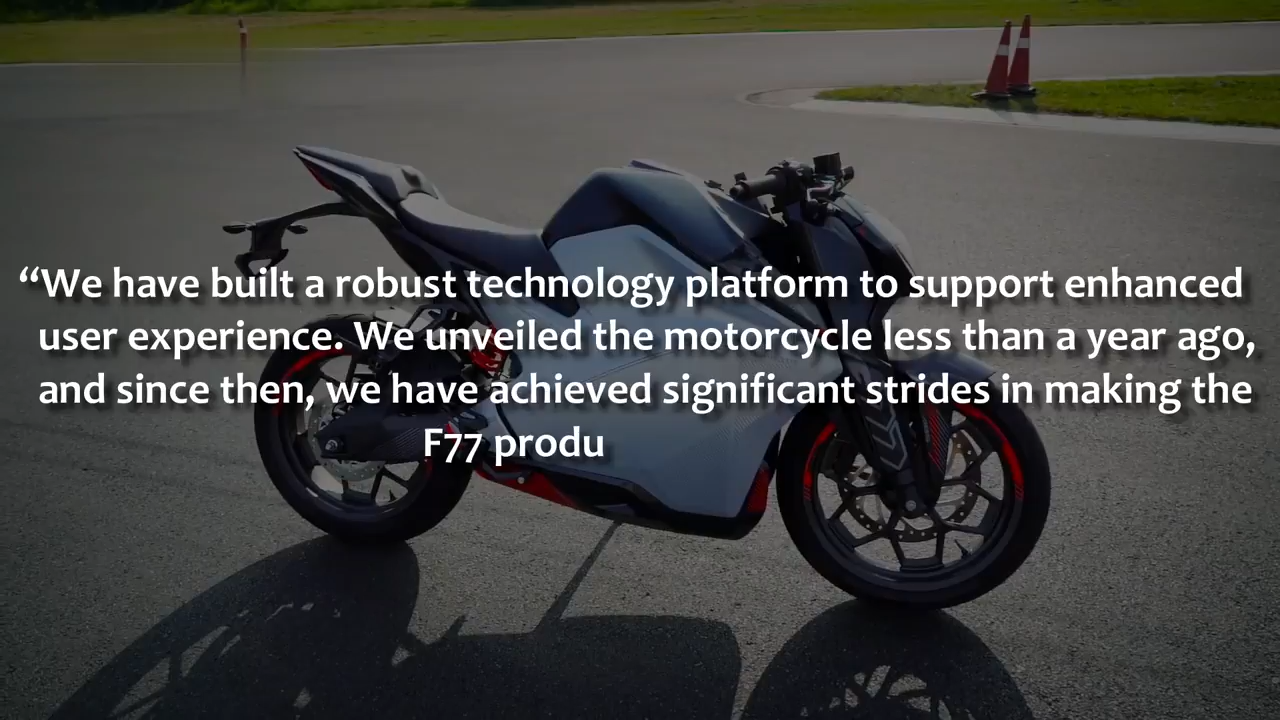 “We have built a robust technology platform to support enhanced
user experience. We unveiled the motorcycle less than a year ago,
and since then, we have achieved significant strides in making the
F77 produ